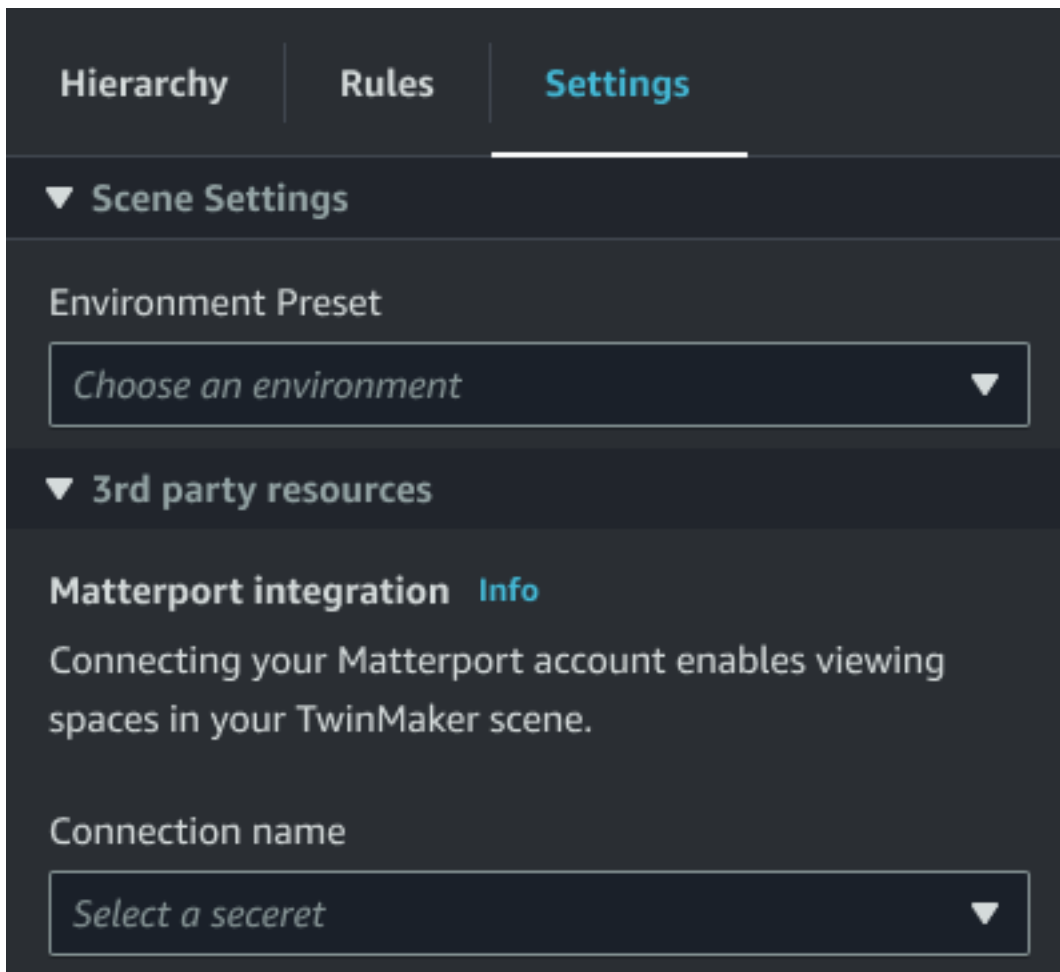 Hierarchy Rules Settings
Scene Settings
Environment Preset
Choose an environment
3rd party resources
Matterport integration Info
Connecting your Matterport account enables viewing
spaces in your TwinMaker scene.
Connection name
Select a seceret